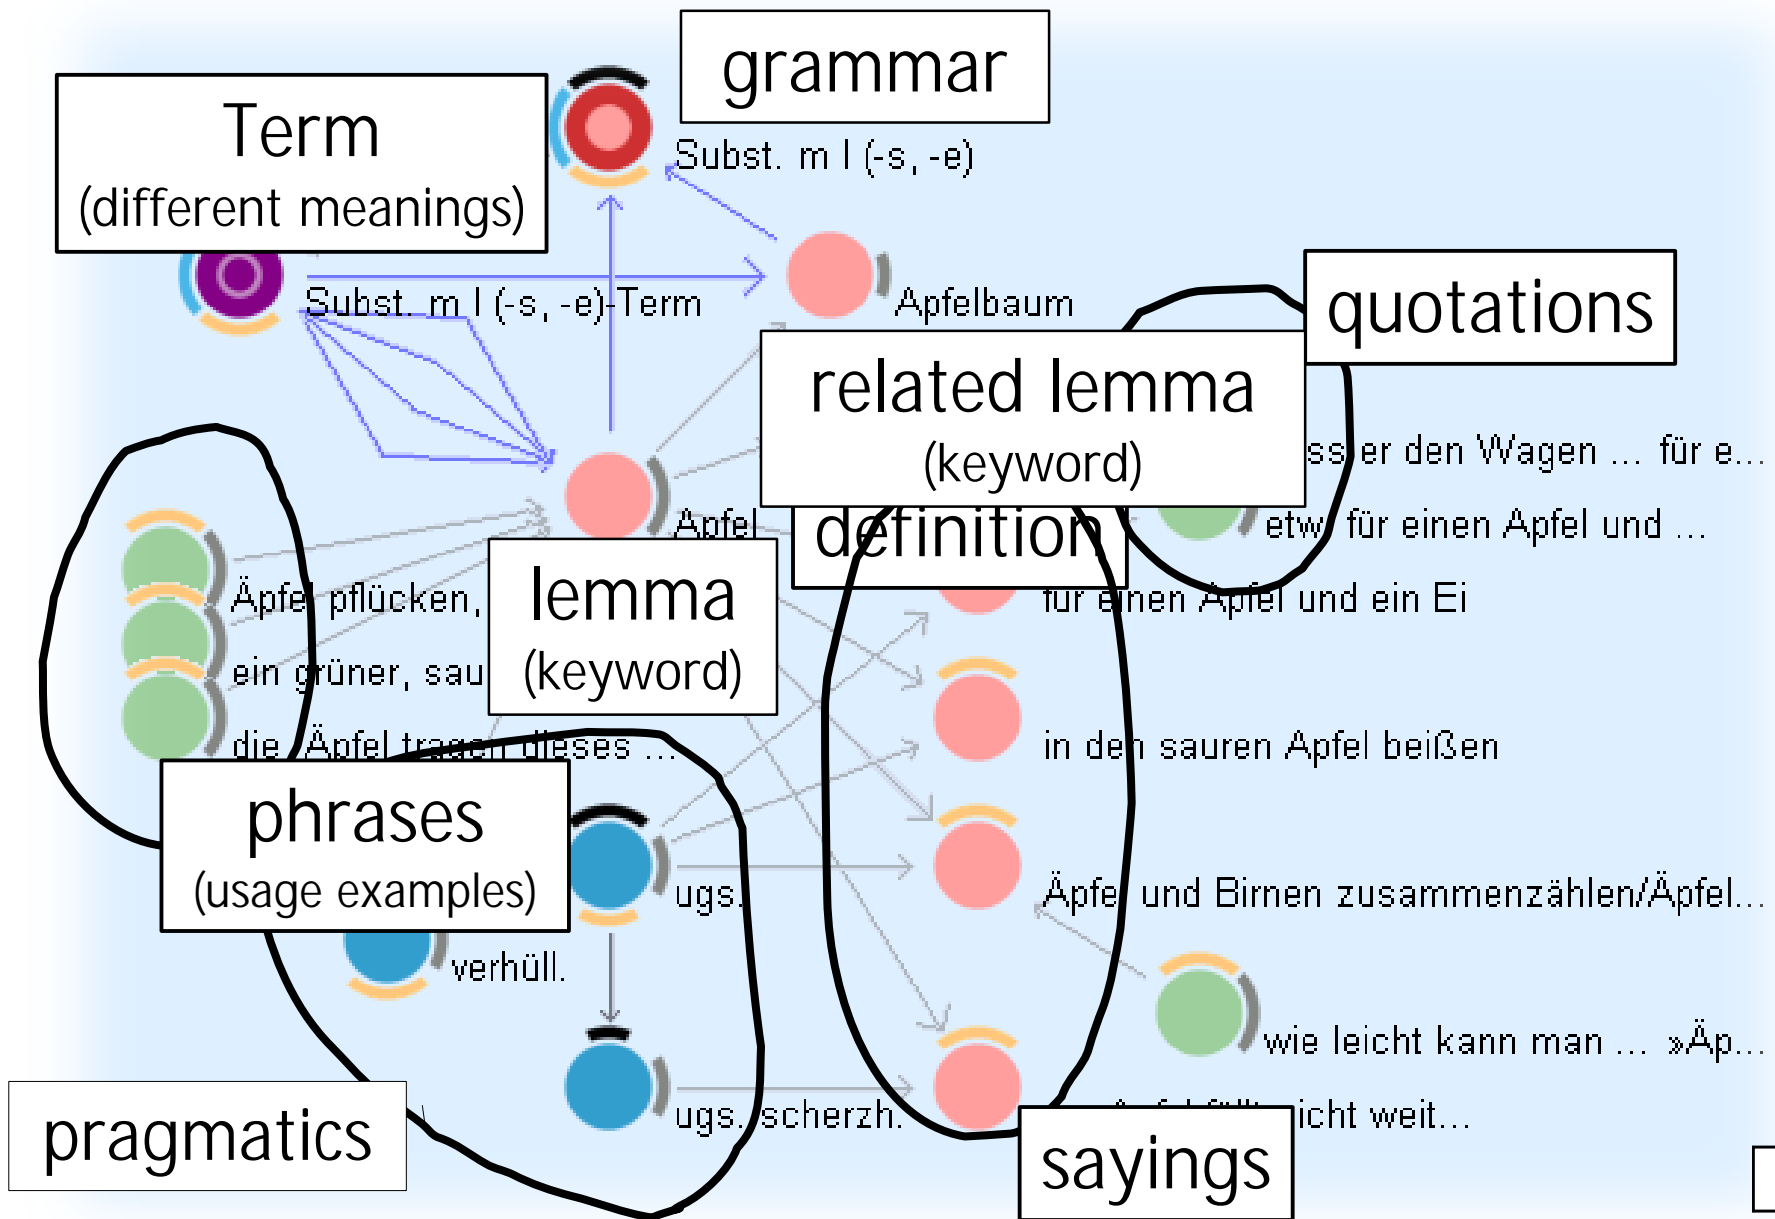 grammar
Term
(different meanings)
Subst. m I (-s, -e)
quotations
Subst. m I (-s, -e)-Term
Apfelbaum
related lemma
(keyword)
er den Wagen ... für e...
Apfel
definition
etw. für einen Apfel und ...
lemma
(keyword)
Äpfel pflücken,
für einen Apfel und ein Ei
ein grüner,
die Äpfel tragen dieses ...
in den sauren Apfel beißen
phrases
(usage examples)
ugs.
Äpfel und Birnen zusammenzählen/Äpfel...
verhüll.
wie leicht kann man ... »Äp...
pragmatics
ugs. scherzh.
weit...
sayings